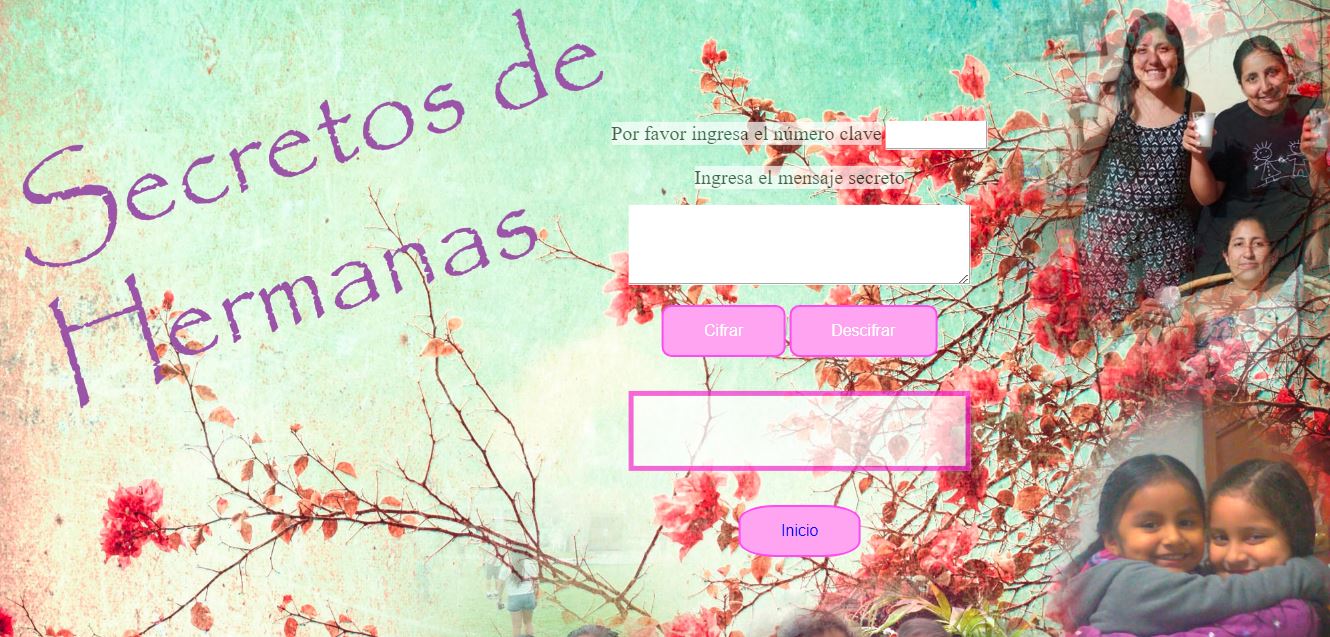 Secretos de
Hermanas
Por favor ingresa el número clave
Ingresa el mensaje secreto
Cifrar
Descifrar
Inicio